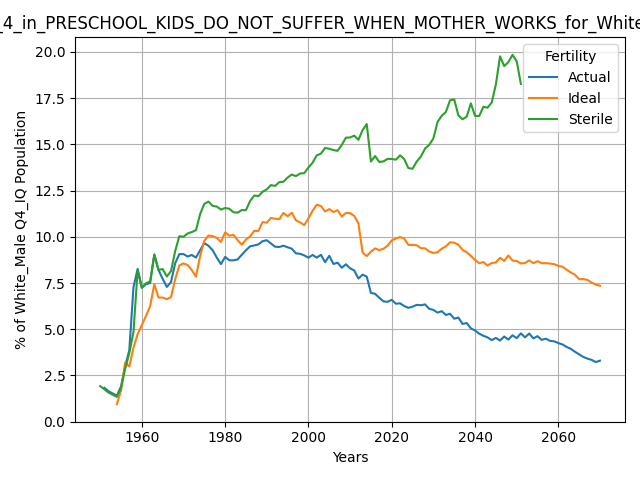 _4_in_PRESCHOOL_KIDS_DO_NOT_SUFFER_WHEN_MOTHER_WORKS_for_White
% of White_Male Q4_IQ Population
20.0
17.5
15.0
12.5
10.0
7.5
5.0
2.5
0.0
Fertility
Actual
Ideal
Sterile
1960
1980
2000
2020
2040
2060
Years